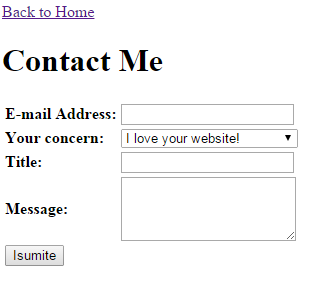 Back to Home
Contact Me
E-mail Address:
Your concern: I love your website!
Title:
Message:
Isumite